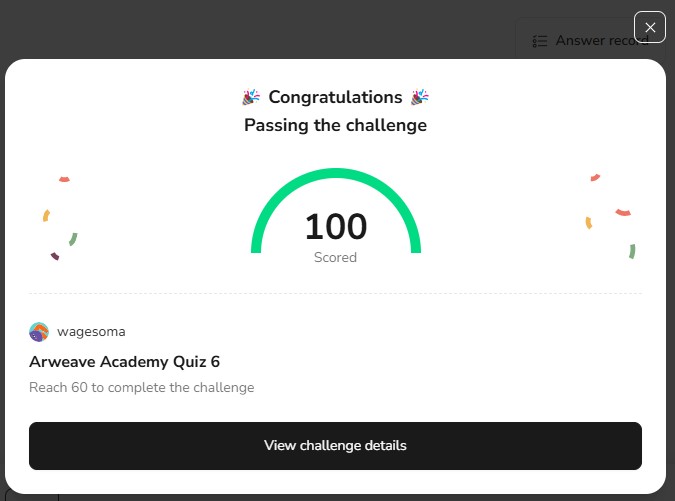 Answer record
Congratulations
Passing the challenge
100
Scored
wagesoma
Arweave Academy Quiz 6
Reach 60 to complete the challenge
View challenge details